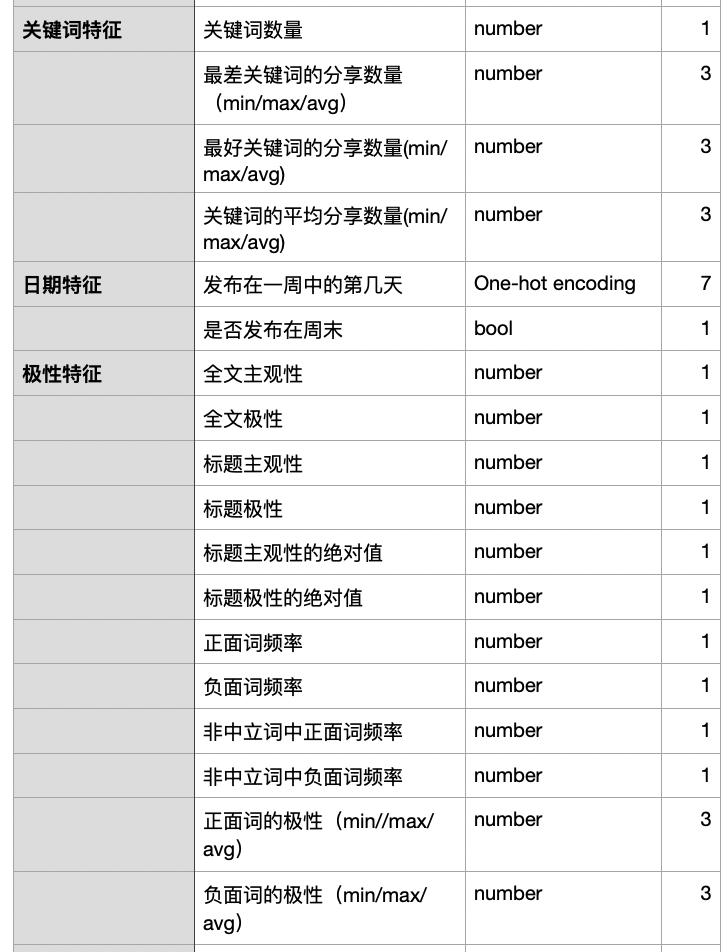 关键词特征 关键词数量 number 1
最差关键词的分享数量 number 3
（min/max/avg）
最好关键词的分享数量(min/ number 3
max/avg)
关键词的平均分享数量(min/ number 3
max/avg)
日期特征 发布在一周中的第几天 One-hot encoding 7
是否发布在周末 bool 1
极性特征 全文主观性 number 1
全文极性 number 1
标题主观性 number 1
标题极性 number 1
标题主观性的绝对值 number 1
标题极性的绝对值 number 1
正面词频率 number 1
负面词频率 number 1
非中立词中正面词频率 number 1
非中立词中负面词频率 number 1
正面词的极性（min//max/ number 3
avg）
负面词的极性（min/max/ number 3
avg）